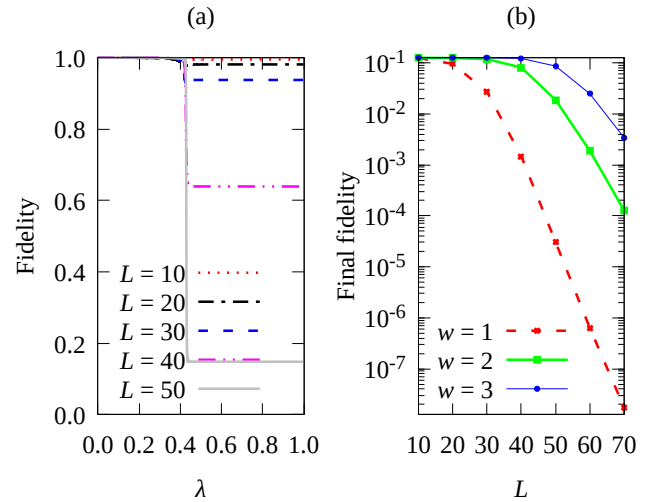 (a)
Fidelity
1.0
0.8
0.6
0.4
0.2
0.0
L = 10
L = 20
L = 30
L = 40
L = 50
0.0 0.2 0.4 0.6 0.8 1.0
λ
(b)
Final fidelity
10⁻¹
10⁻²
10⁻³
10⁻⁴
10⁻⁵
10⁻⁶
10⁻⁷
w = 1
w = 2
w = 3
10 20 30 40 50 60 70
L